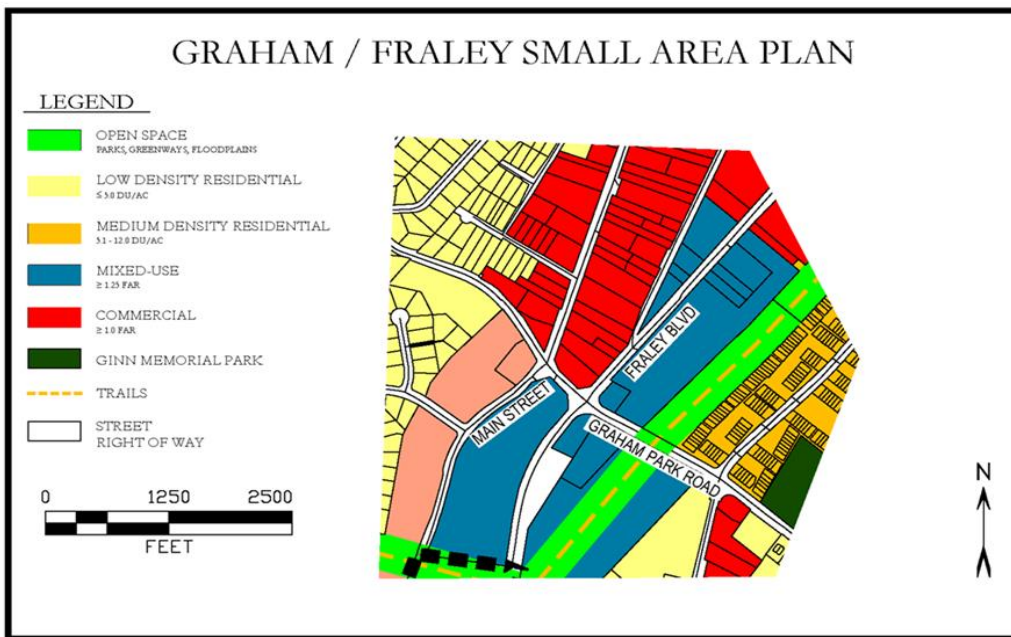 GRAHAM / FRALEY SMALL AREA PLAN
LEGEND
OPEN SPACE
PARKS, GREENWAYS, FLOODPLAINS
LOW DENSITY RESIDENTIAL
≤ 5.0 DU/AC
MEDIUM DENSITY RESIDENTIAL
5.1 - 12.0 DU/AC
MIXED-USE
≥ 1.25 FAR
COMMERCIAL
≥ 1.0 FAR
GINN MEMORIAL PARK
TRAILS
STREET
RIGHT OF WAY
0 1250 2500
FEET
FRALEY BLVD
MAIN STREET
GRAHAM PARK ROAD
N